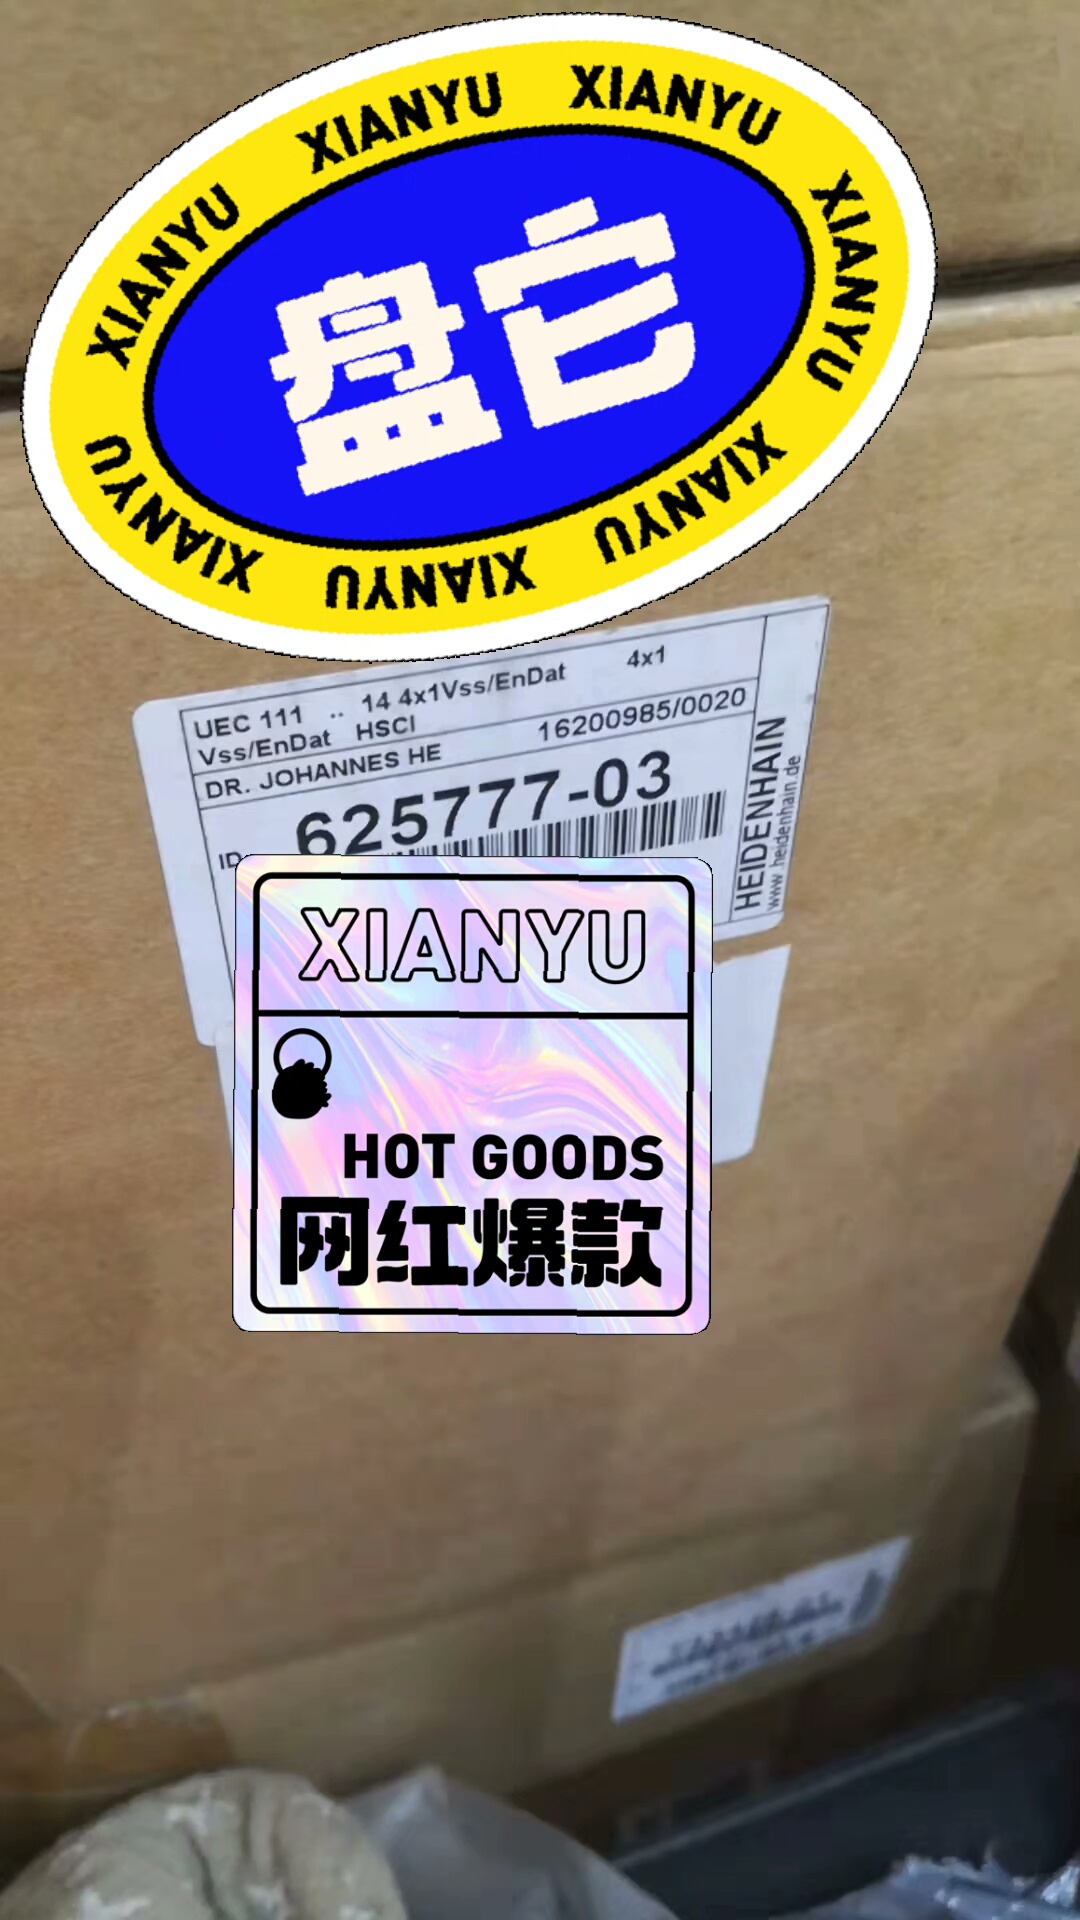 XIANYU XIANYU XIANYU XIANYU XIANYU XIANYU XIANYU XIANYU
盘它
UEC 111 .. 14 4x1Vss/EnDat 4x1
Vss/EnDat HSCI
DR. JOHANNES HE 16200985/0020
ID 625777-03
HEIDENHAIN
www.heidenhain.de
XIANYU
HOT GOODS
网红爆款